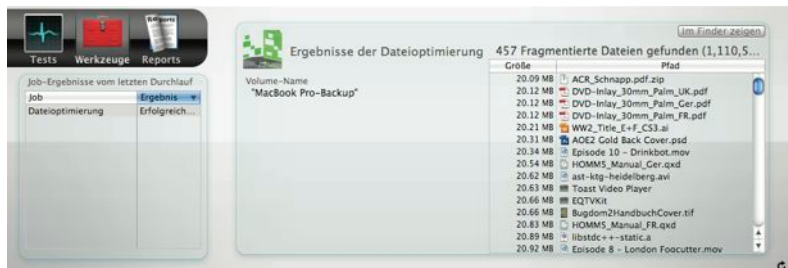 REports
Tests Werkzeuge Reports
Job-Ergebnisse vom letzten Durchlauf
Job Ergebnis
Dateioptimierung Erfolgreich...
Ergebnisse der Dateioptimierung
Volume-Name
"MacBook Pro-Backup"
Im Finder zeigen
457 Fragmentierte Dateien gefunden (1,110,5...
Größe Pfad
20.09 MB ACR_Schnapp.pdf.zip
20.12 MB DVD-Inlay_30mm_Palm_UK.pdf
20.12 MB DVD-Inlay_30mm_Palm_Ger.pdf
20.12 MB DVD-Inlay_30mm_Palm_FR.pdf
20.21 MB WW2_Title_E+F_CS3.ai
20.31 MB AOE2 Gold Back Cover.psd
20.34 MB Episode 10 - Drinkbot.mov
20.54 MB HOMM5_Manual_Ger.qxd
20.62 MB ast-ktg-heidelberg.avi
20.63 MB Toast Video Player
20.66 MB EQTVKit
20.66 MB Bugdom2HandbuchCover.tif
20.83 MB HOMM5_Manual_FR.qxd
20.89 MB libstdc++-static.a
20.92 MB Episode 8 - London Fogcutter.mov